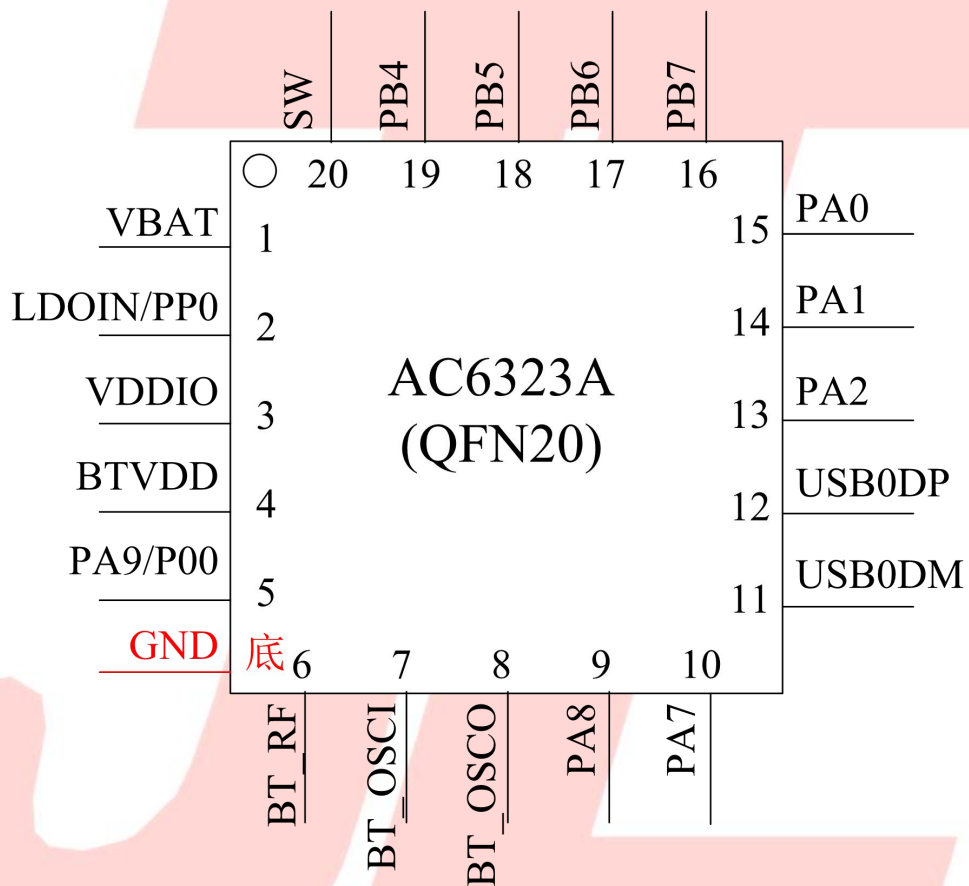 SW
PB4
PB5
PB6
PB7
20
19
18
17
16
VBAT
1
LDOIN/PP0
2
VDDIO
3
BTVDD
4
PA9/P00
5
GND
底
AC6323A
(QFN20)
15
PA0
14
PA1
13
PA2
12
USB0DP
11
USB0DM
6
7
8
9
10
BT_RF
BT_OSCI
BT_OSCO
PA8
PA7